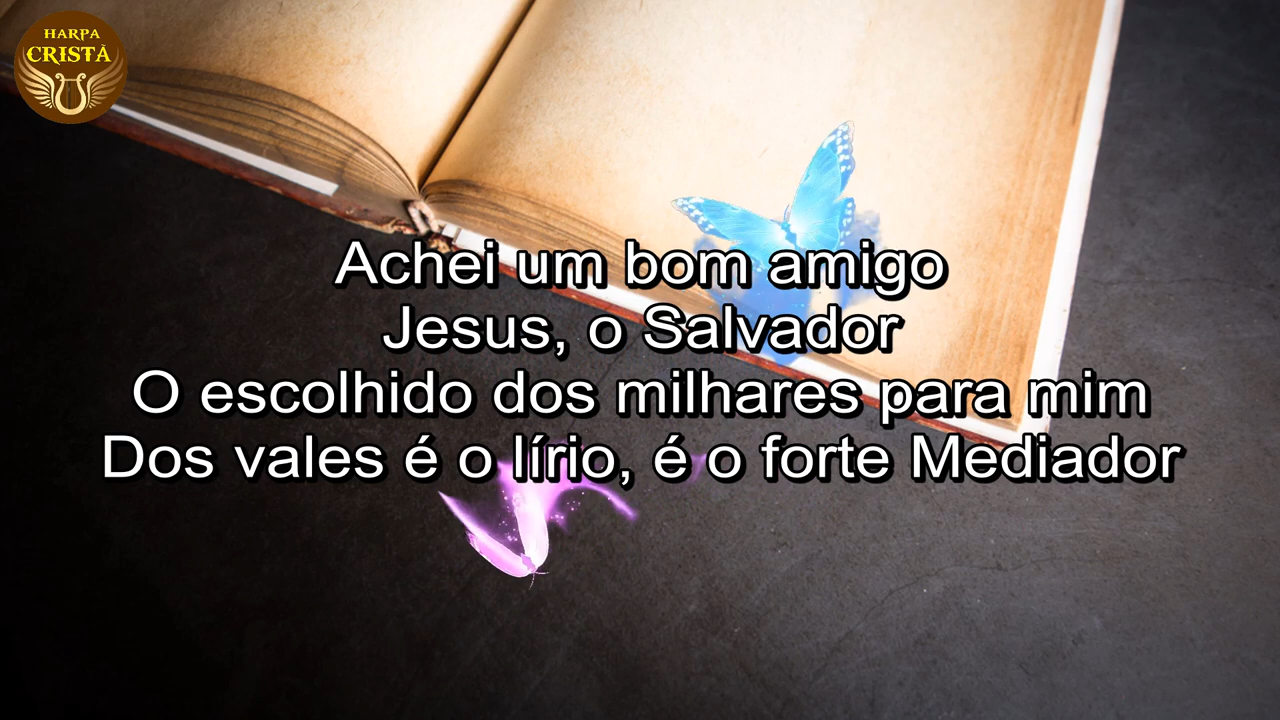 HARPA
CRISTÃ
Achei um bom amigo
Jesus, o Salvador
O escolhido dos milhares para mim
Dos vales é o lírio, é o forte Mediador